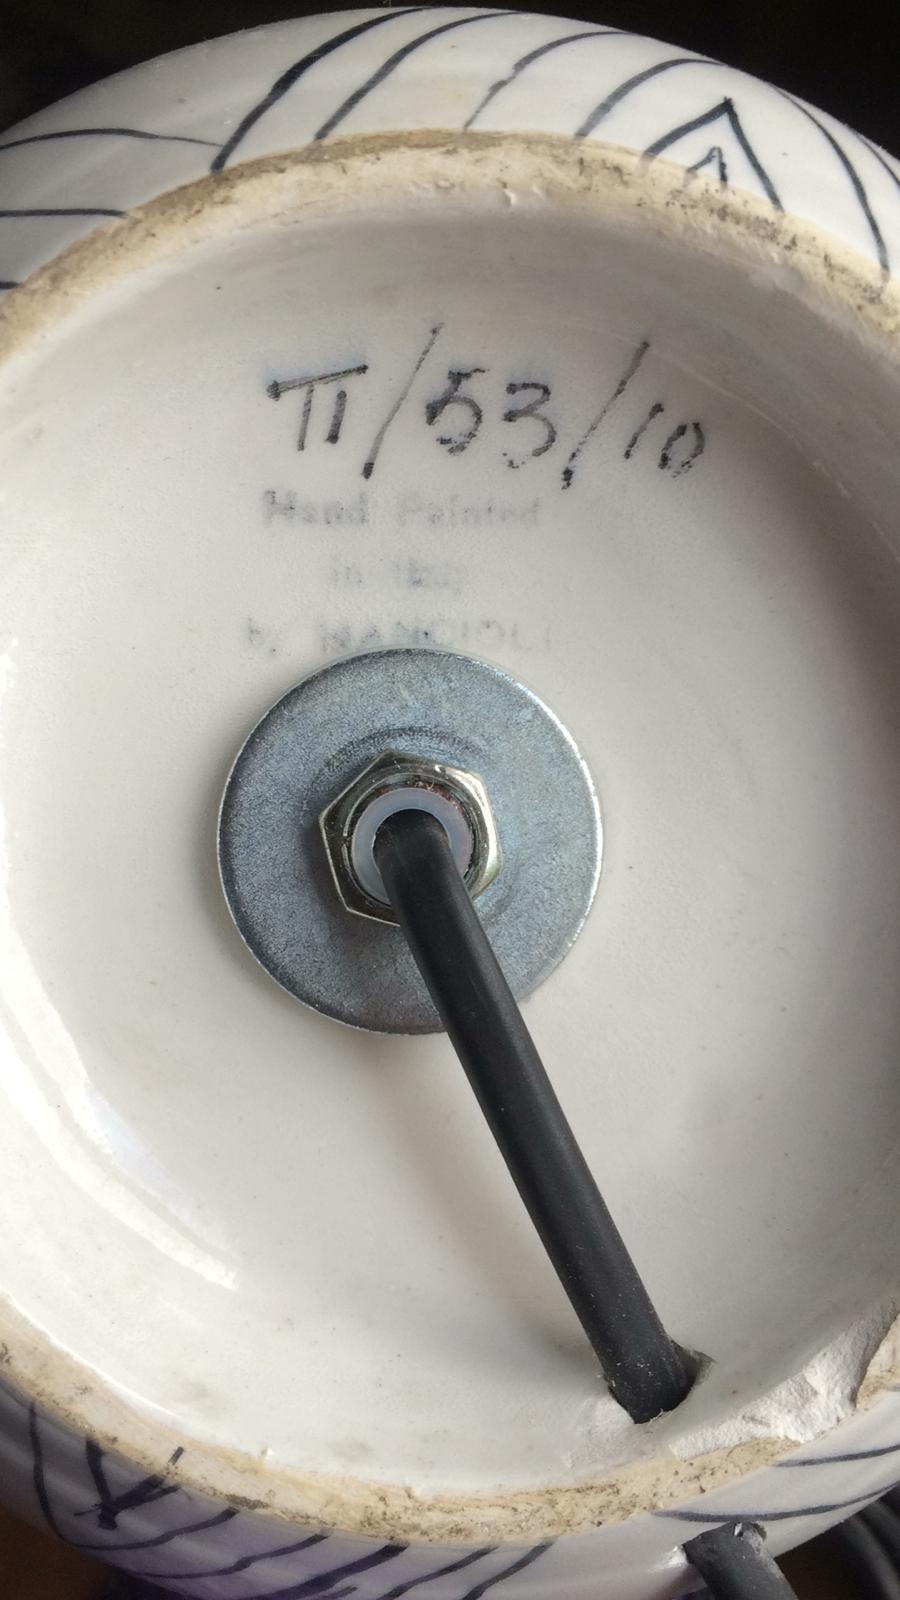 TI/53/10
Hand Painted
in Italy
by MANCIOLI